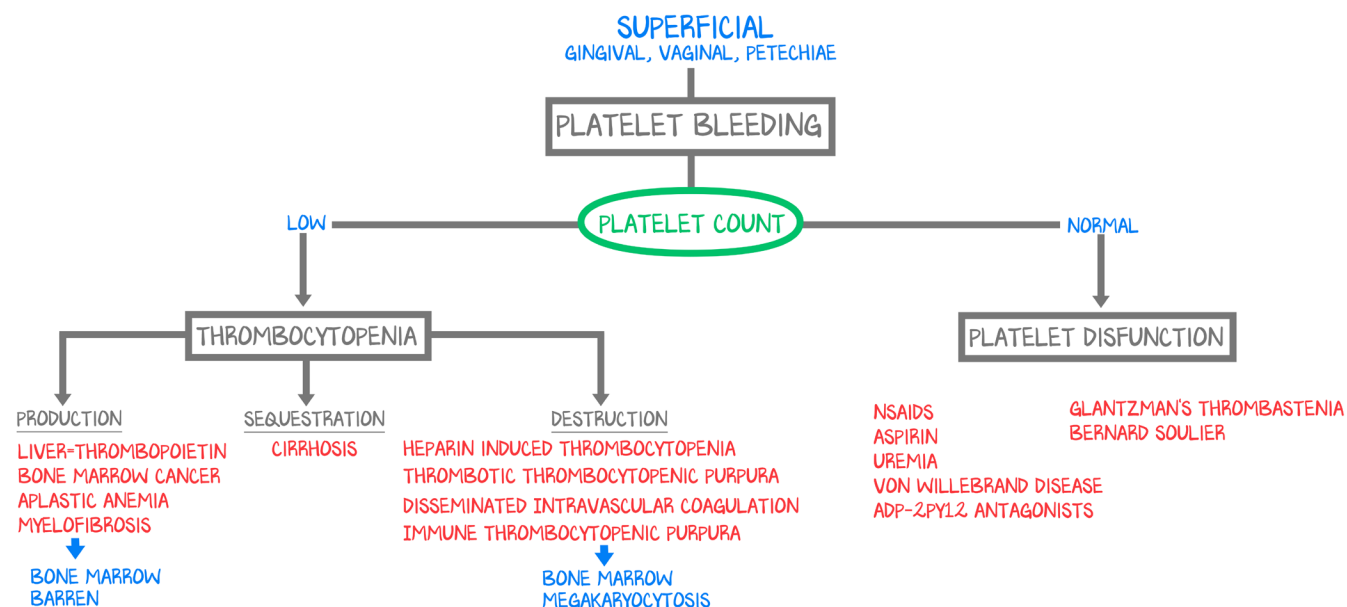 SUPERFICIAL
GINGIVAL, VAGINAL, PETECHIAE
PLATELET BLEEDING
PLATELET COUNT
LOW
NORMAL
THROMBOCYTOPENIA
PLATELET DISFUNCTION
PRODUCTION
LIVER=THROMBOPOIETIN
BONE MARROW CANCER
APLASTIC ANEMIA
MYELOFIBROSIS
BONE MARROW
BARREN
SEQUESTRATION
CIRRHOSIS
DESTRUCTION
HEPARIN INDUCED THROMBOCYTOPENIA
THROMBOTIC THROMBOCYTOPENIC PURPURA
DISSEMINATED INTRAVASCULAR COAGULATION
IMMUNE THROMBOCYTOPENIC PURPURA
BONE MARROW
MEGAKARYOCYTOSIS
NSAIDS
ASPIRIN
UREMIA
VON WILLEBRAND DISEASE
ADP-2PY12 ANTAGONISTS
GLANTZMAN'S THROMBASTENIA
BERNARD SOULIER